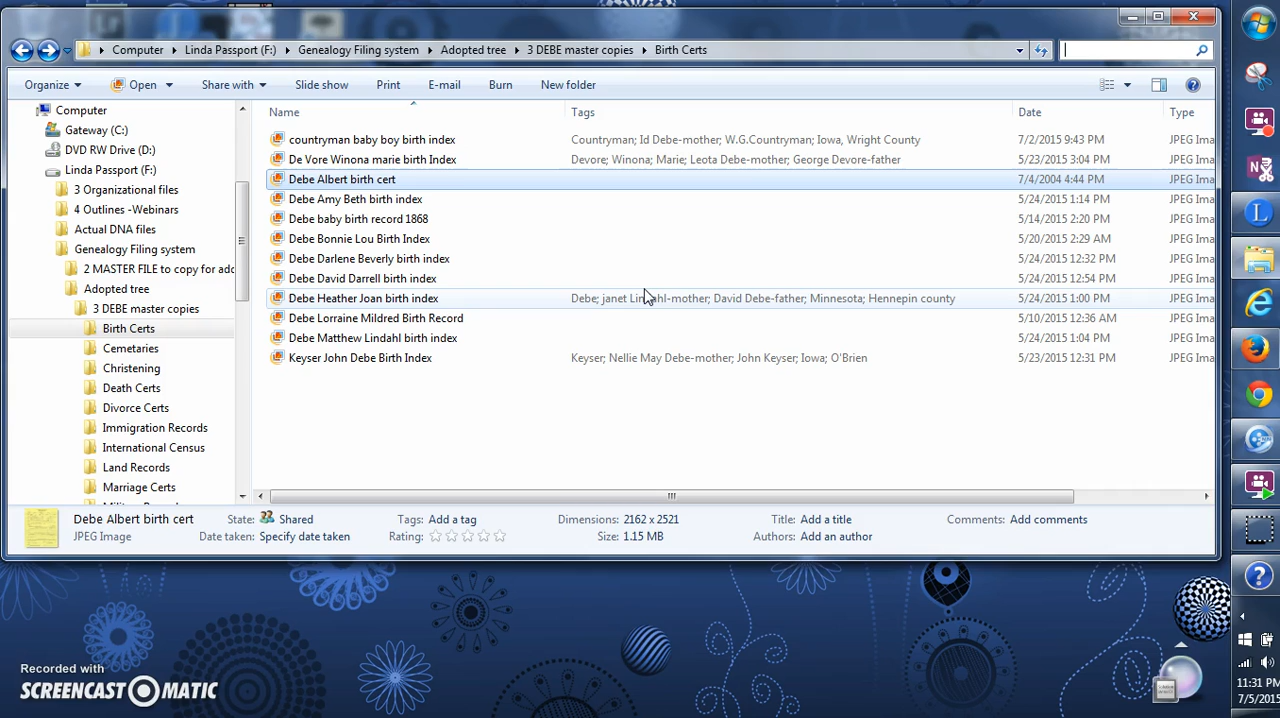 Computer Linda Passport (F:) Genealogy Filing system Adopted tree 3 DEBE master copies Birth Certs
Organize Open Share with Slide show Print E-mail Burn New folder
Computer
Gateway (C:)
DVD RW Drive (D:)
Linda Passport (F:)
3 Organizational files
4 Outlines -Webinars
Actual DNA files
Genealogy Filing system
2 MASTER FILE to copy for adc
Adopted tree
3 DEBE master copies
Birth Certs
Cemetaries
Christening
Death Certs
Divorce Certs
Immigration Records
International Census
Land Records
Marriage Certs
Name Tags Date Type
countryman baby boy birth index Countryman; Id Debe-mother; W.G.Countryman; Iowa, Wright County 7/2/2015 9:43 PM JPEG Ima
De Vore Winona marie birth Index Devore; Winona; Marie; Leota Debe-mother; George Devore-father 5/23/2015 3:04 PM JPEG Ima
Debe Albert birth cert 7/4/2004 4:44 PM JPEG Ima
Debe Amy Beth birth index 5/24/2015 1:14 PM JPEG Ima
Debe baby birth record 1868 5/14/2015 2:20 PM JPEG Ima
Debe Bonnie Lou Birth Index 5/20/2015 2:29 AM JPEG Ima
Debe Darlene Beverly birth index 5/24/2015 12:32 PM JPEG Ima
Debe David Darrell birth index 5/24/2015 12:54 PM JPEG Ima
Debe Heather Joan birth index Debe; janet Lindahl-mother; David Debe-father; Minnesota; Hennepin county 5/24/2015 1:00 PM JPEG Ima
Debe Lorraine Mildred Birth Record 5/10/2015 12:36 AM JPEG Ima
Debe Matthew Lindahl birth index 5/24/2015 1:04 PM JPEG Ima
Keyser John Debe Birth Index Keyser; Nellie May Debe-mother; John Keyser; Iowa; O'Brien 5/23/2015 12:31 PM JPEG Ima
Debe Albert birth cert State: Shared Tags: Add a tag Dimensions: 2162 x 2521 Title: Add a title Comments: Add comments
JPEG Image Date taken: Specify date taken Rating: Size: 1.15 MB Authors: Add an author
Recorded with
SCREENCAST-O-MATIC
11:31 PM
7/5/2015